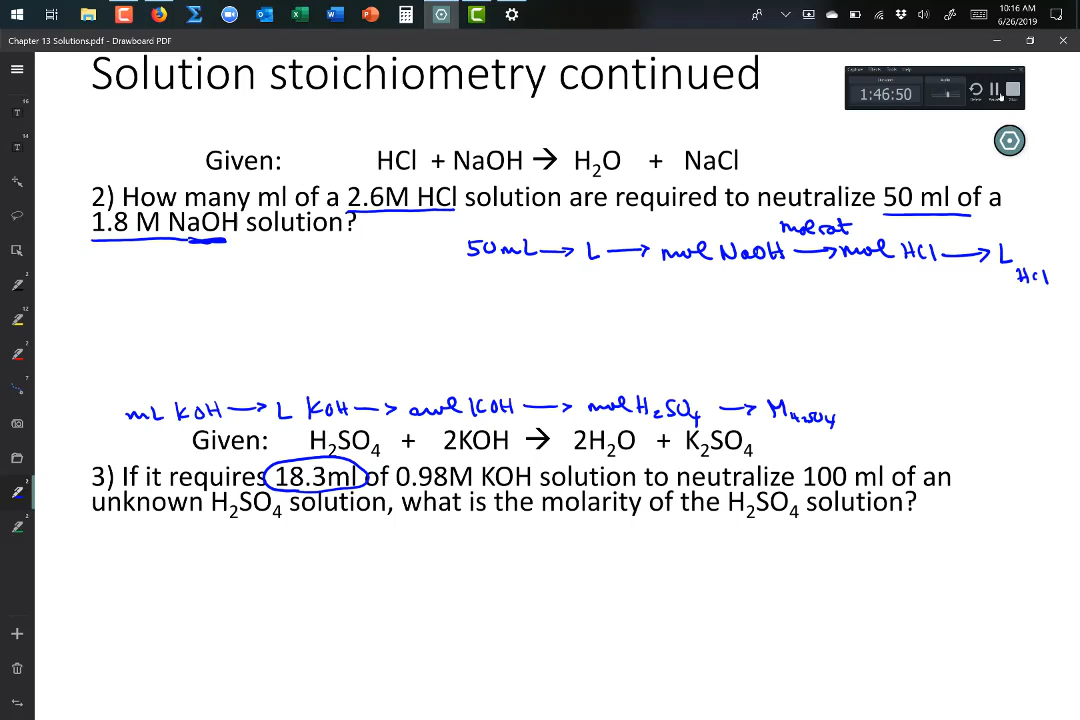 10:16 AM
6/26/2019
Chapter 13 Solutions.pdf - Drawboard PDF
Solution stoichiometry continued
1:46:50
Given: HCl + NaOH → H₂O + NaCl
2) How many ml of a 2.6M HCl solution are required to neutralize 50 ml of a
1.8 M NaOH solution?
mol rat
50mL → L → mol NaOH → mol HCl → L
HCl
mL KOH → L KOH → mol KOH → mol H₂SO₄ → M H₂SO₄
Given: H₂SO₄ + 2KOH → 2H₂O + K₂SO₄
3) If it requires 18.3ml of 0.98M KOH solution to neutralize 100 ml of an
unknown H₂SO₄ solution, what is the molarity of the H₂SO₄ solution?